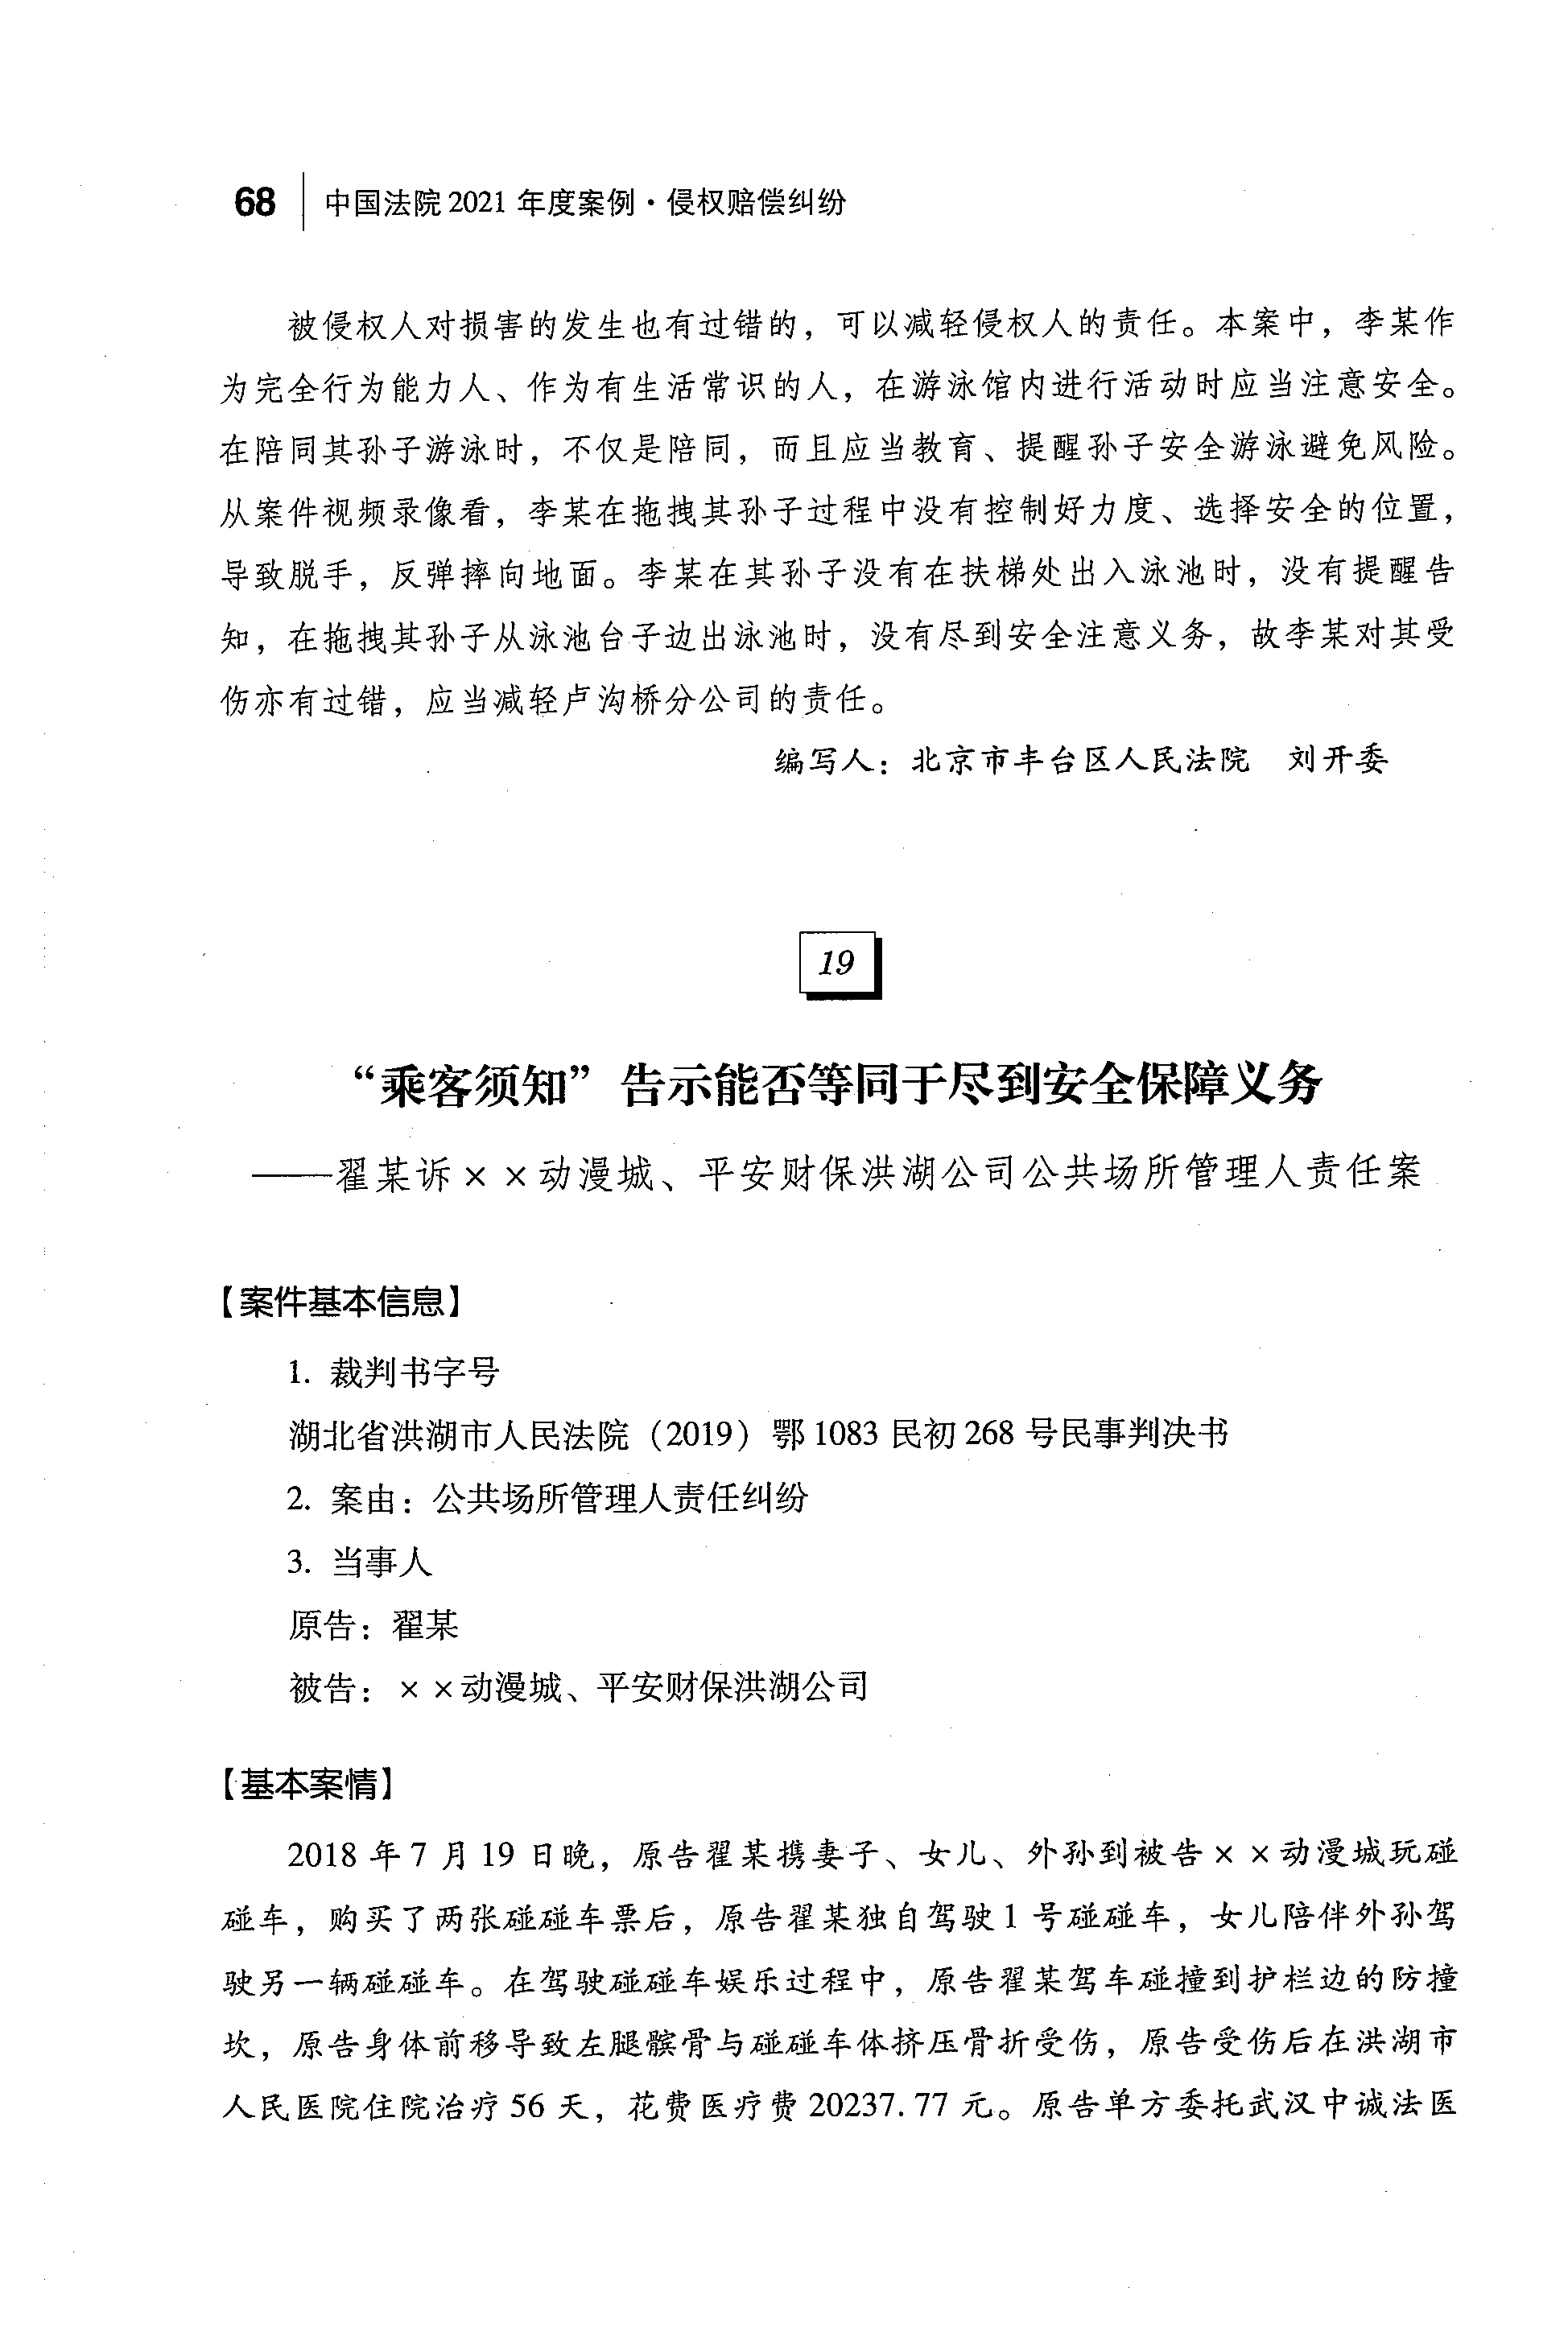 68 中国法院2021年度案例·侵权赔偿纠纷
被侵权人对损害的发生也有过错的，可以减轻侵权人的责任。本案中，李某作
为完全行为能力人、作为有生活常识的人，在游泳馆内进行活动时应当注意安全。
在陪同其孙子游泳时，不仅是陪同，而且应当教育、提醒孙子安全游泳避免风险。
从案件视频录像看，李某在拖拽其孙子过程中没有控制好力度、选择安全的位置，
导致脱手，反弹摔向地面。李某在其孙子没有在扶梯处出入泳池时，没有提醒告
知，在拖拽其孙子从泳池台子边出泳池时，没有尽到安全注意义务，故李某对其受
伤亦有过错，应当减轻卢沟桥分公司的责任。
编写人：北京市丰台区人民法院 刘开委
19
“乘客须知”告示能否等同于尽到安全保障义务
——翟某诉××动漫城、平安财保洪湖公司公共场所管理人责任案
【案件基本信息】
1. 裁判书字号
湖北省洪湖市人民法院（2019）鄂1083民初268号民事判决书
2. 案由：公共场所管理人责任纠纷
3. 当事人
原告：翟某
被告：××动漫城、平安财保洪湖公司
【基本案情】
2018年7月19日晚，原告翟某携妻子、女儿、外孙到被告××动漫城玩碰
碰车，购买了两张碰碰车票后，原告翟某独自驾驶1号碰碰车，女儿陪伴外孙驾
驶另一辆碰碰车。在驾驶碰碰车娱乐过程中，原告翟某驾车碰撞到护栏边的防撞
坎，原告身体前移导致左腿髌骨与碰碰车体挤压骨折受伤，原告受伤后在洪湖市
人民医院住院治疗56天，花费医疗费20237.77元。原告单方委托武汉中诚法医